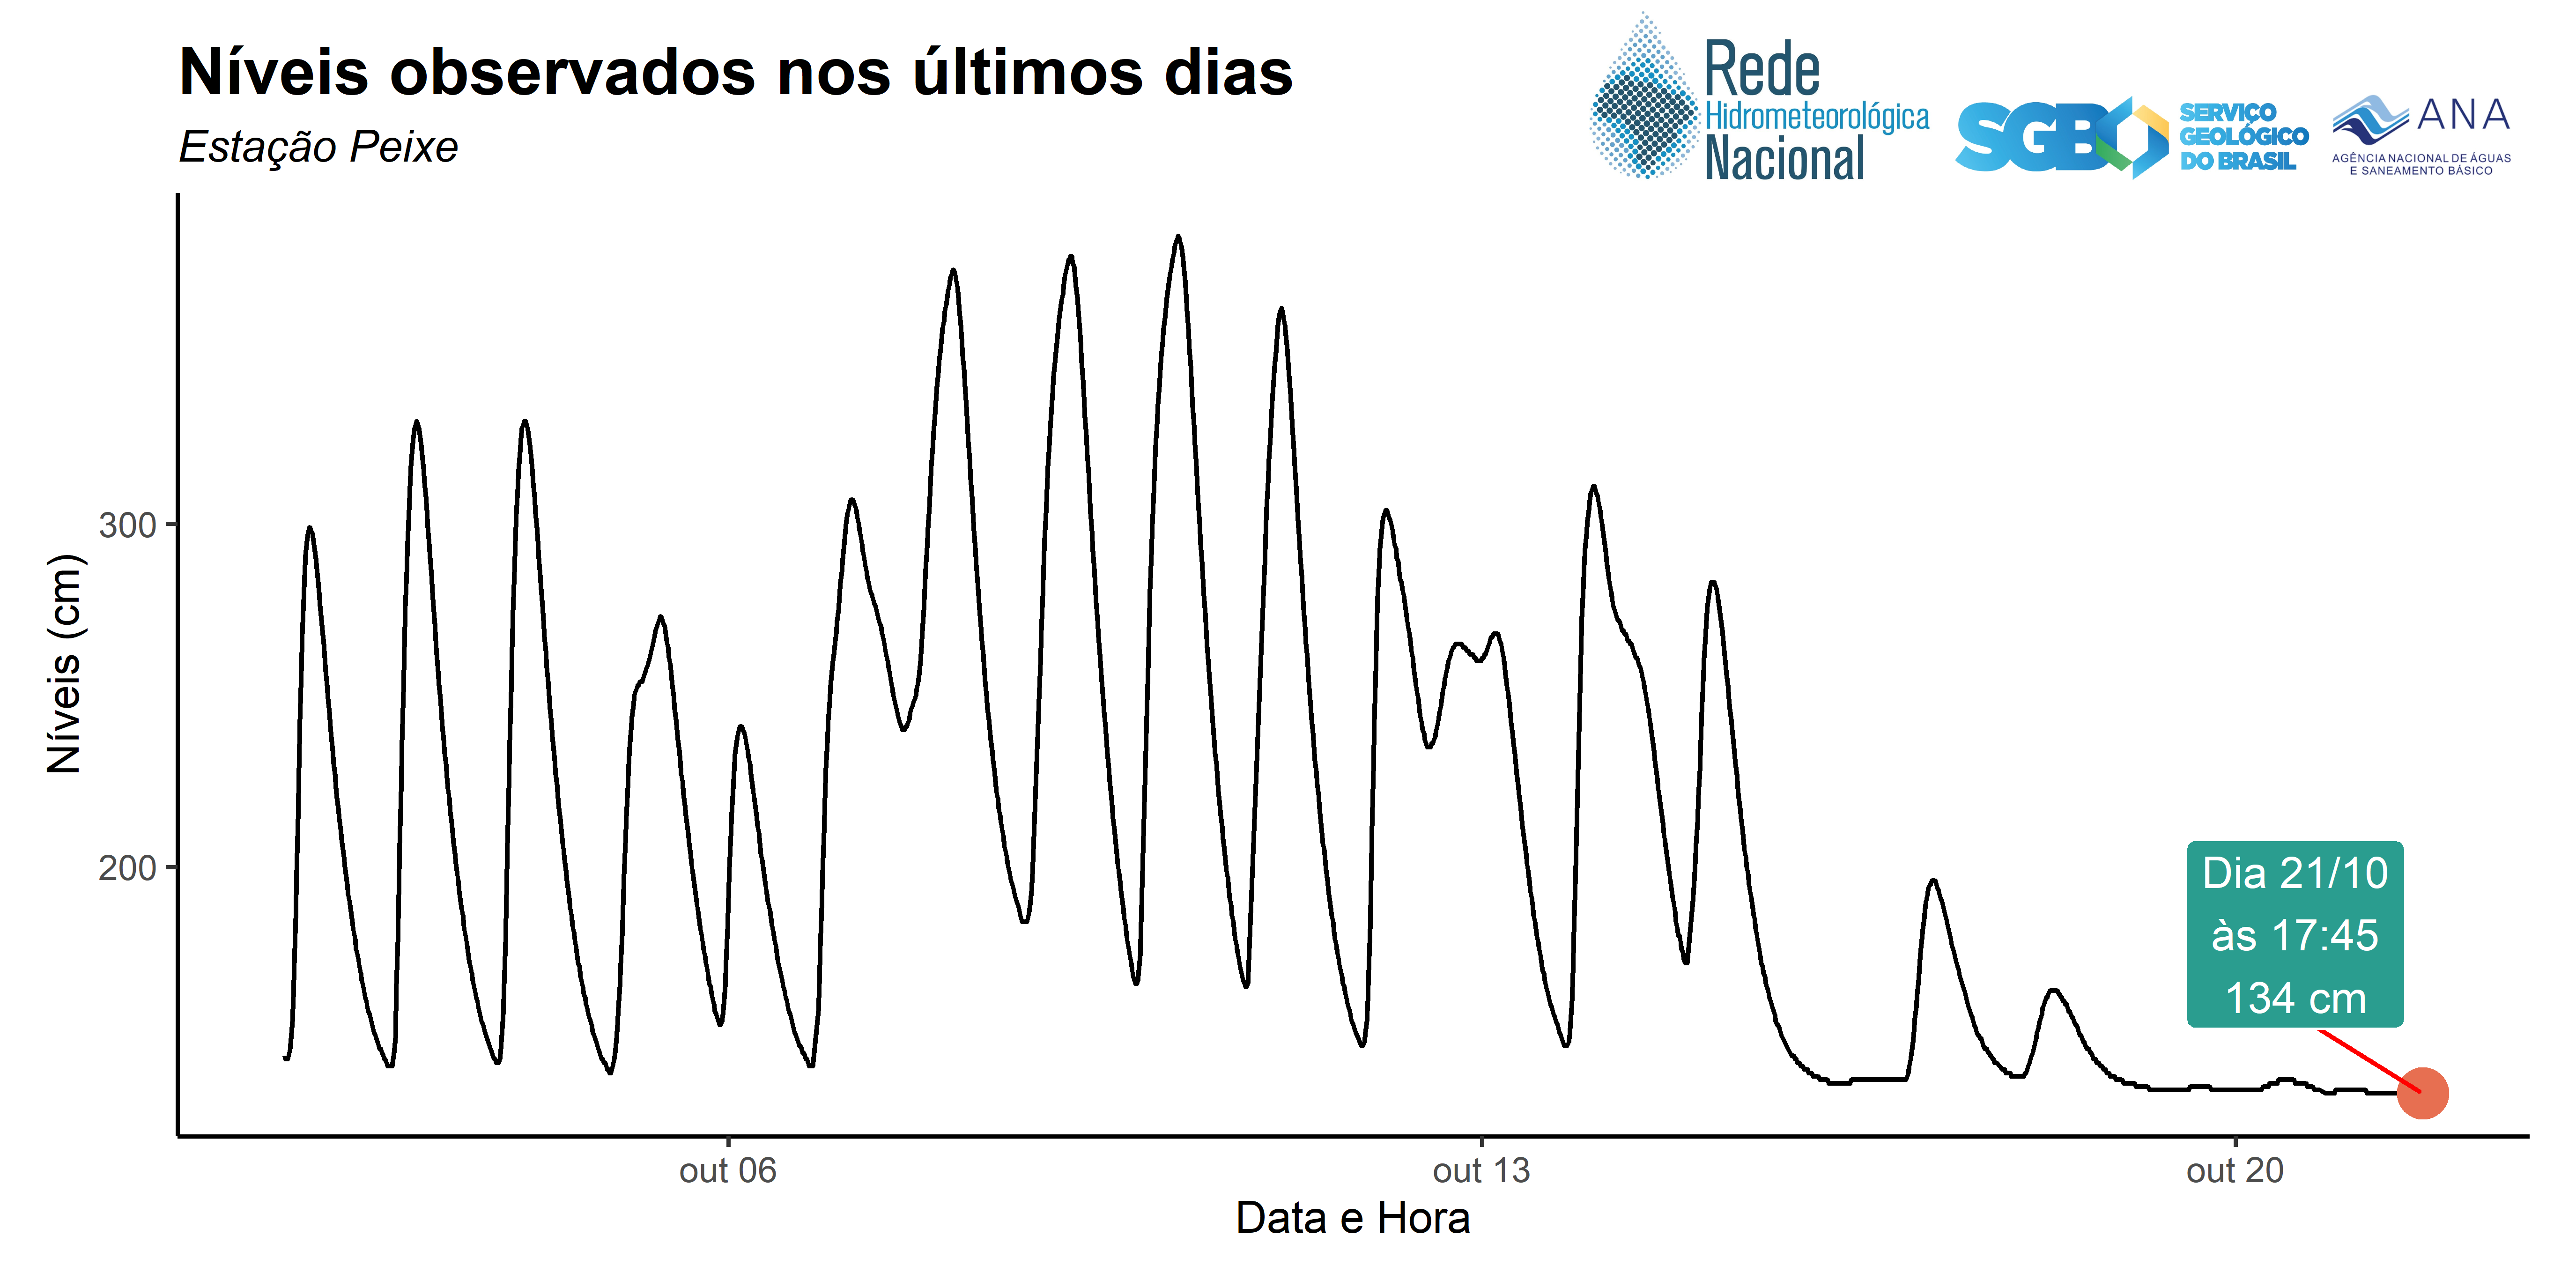 Níveis observados nos últimos dias
Estação Peixe
Rede
Hidrometeorológica
Nacional
SGB
SERVIÇO
GEOLÓGICO
DO BRASIL
ANA
AGÊNCIA NACIONAL DE ÁGUAS
E SANEAMENTO BÁSICO
Níveis (cm)
300
200
Dia 21/10
às 17:45
134 cm
out 06
out 13
out 20
Data e Hora